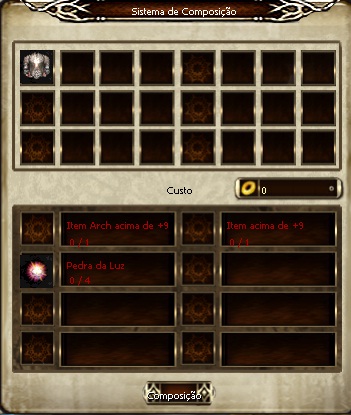 Sistema de Composição
Custo
0
0
Item Arch acima de +9
0 / 1
Item acima de +9
0 / 1
Pedra da Luz
0 / 4
Composição